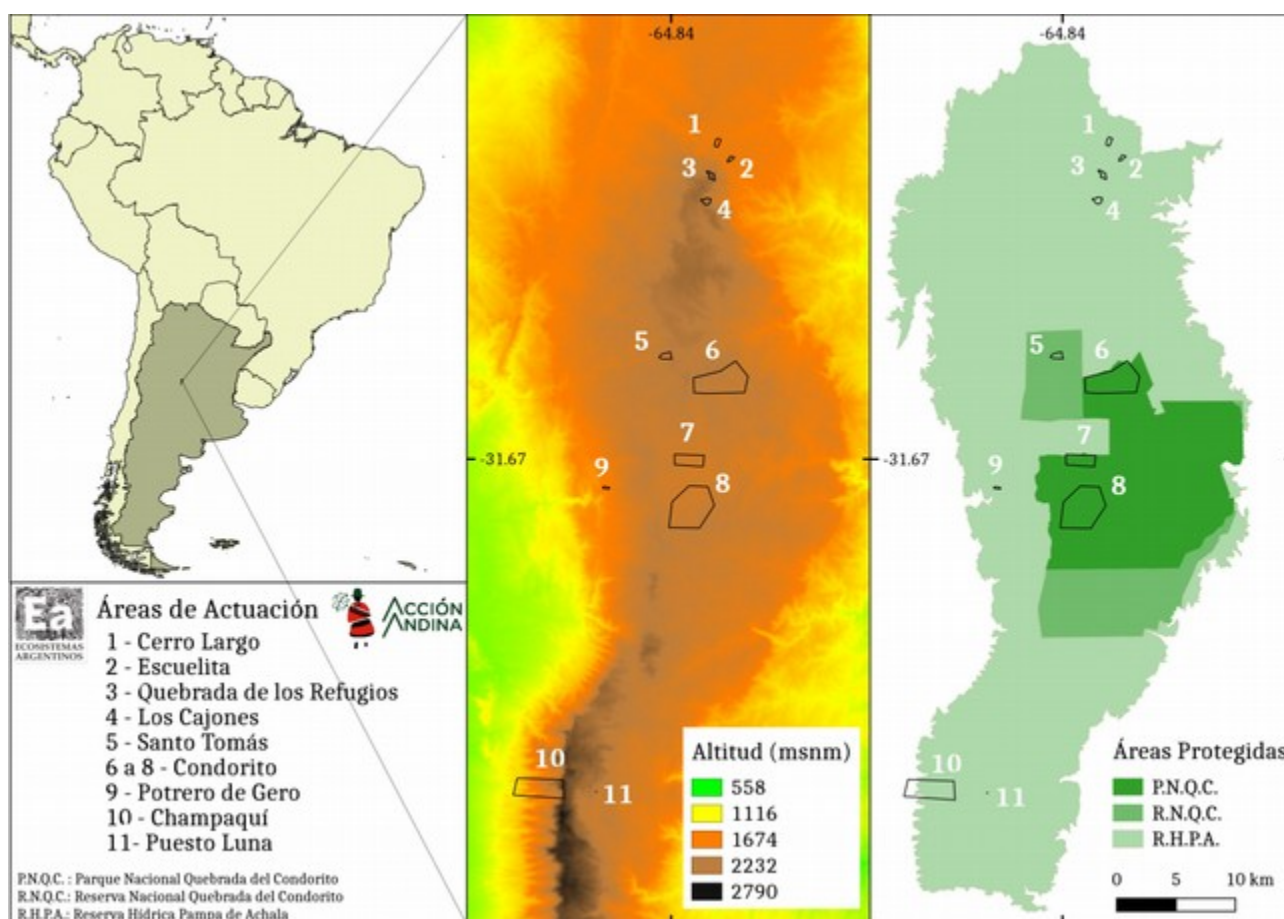 Ea
ECOSISTEMAS
ARGENTINOS
Áreas de Actuación
ACCIÓN
ANDINA
1 - Cerro Largo
2 - Escuelita
3 - Quebrada de los Refugios
4 - Los Cajones
5 - Santo Tomás
6 a 8 - Condorito
9 - Potrero de Gero
10 - Champaquí
11- Puesto Luna
P.N.Q.C. : Parque Nacional Quebrada del Condorito
R.N.Q.C.: Reserva Nacional Quebrada del Condorito
R.H.P.A.: Reserva Hídrica Pampa de Achala
-64.84
1
2
3
4
5
6
7
8
9
10
11
-31.67
Altitud (msnm)
558
1116
1674
2232
2790
-64.84
1
2
3
4
5
6
7
8
9
10
11
-31.67
Áreas Protegidas
P.N.Q.C.
R.N.Q.C.
R.H.P.A.
0 5 10 km